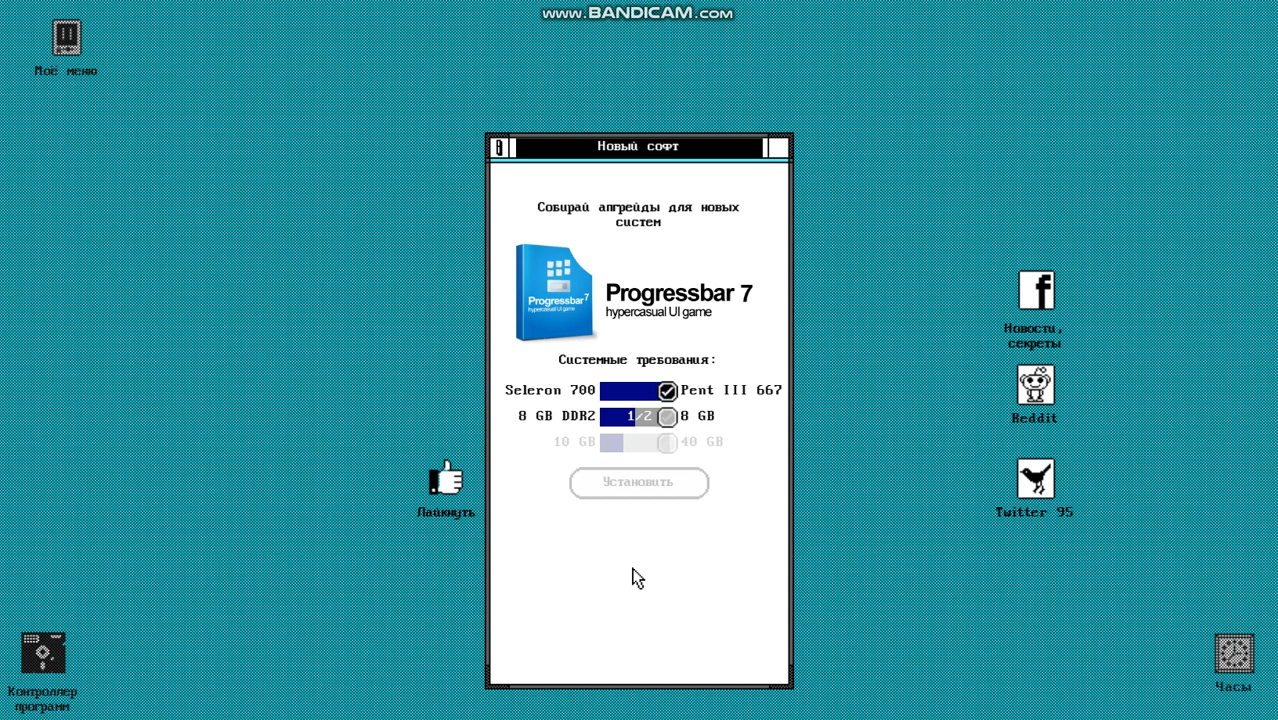 www.BANDICAM.com
Моё меню
Новый софт
Собирай апгрейды для новых
систем
Progressbar 7
hypercasual UI game
Progressbar 7
hypercasual UI game
Системные требования:
Seleron 700 Pent III 667
8 GB DDR2 1/2 8 GB
10 GB 40 GB
Установить
Лайкнуть
Новости,
секреты
Reddit
Twitter 95
Контроллер
программ
Часы